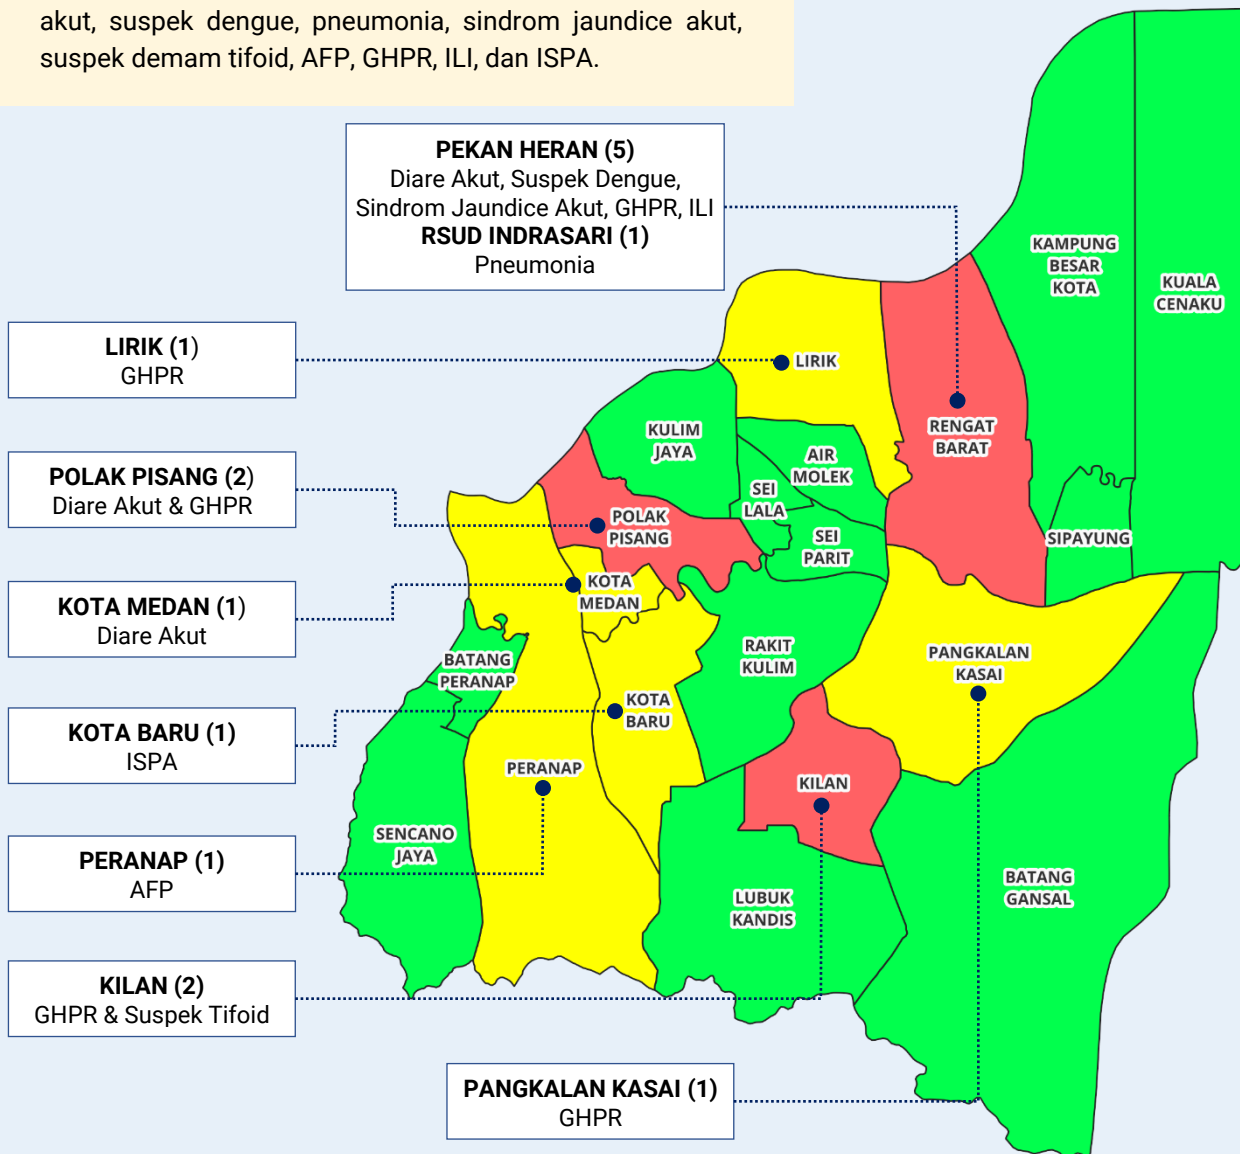 akut, suspek dengue, pneumonia, sindrom jaundice akut,
suspek demam tifoid, AFP, GHPR, ILI, dan ISPA.
PEKAN HERAN (5)
Diare Akut, Suspek Dengue,
Sindrom Jaundice Akut, GHPR, ILI
RSUD INDRASARI (1)
Pneumonia
LIRIK (1)
GHPR
POLAK PISANG (2)
Diare Akut & GHPR
KOTA MEDAN (1)
Diare Akut
KOTA BARU (1)
ISPA
PERANAP (1)
AFP
KILAN (2)
GHPR & Suspek Tifoid
PANGKALAN KASAI (1)
GHPR
KAMPUNG
BESAR
KOTA
KUALA
CENAKU
LIRIK
RENGAT
BARAT
KULIM
JAYA
AIR
MOLEK
SEI
LALA
POLAK
PISANG
SEI
PARIT
SIPAYUNG
KOTA
MEDAN
BATANG
PERANAP
RAKIT
KULIM
PANGKALAN
KASAI
KOTA
BARU
PERANAP
KILAN
SENCANO
JAYA
LUBUK
KANDIS
BATANG
GANSAL